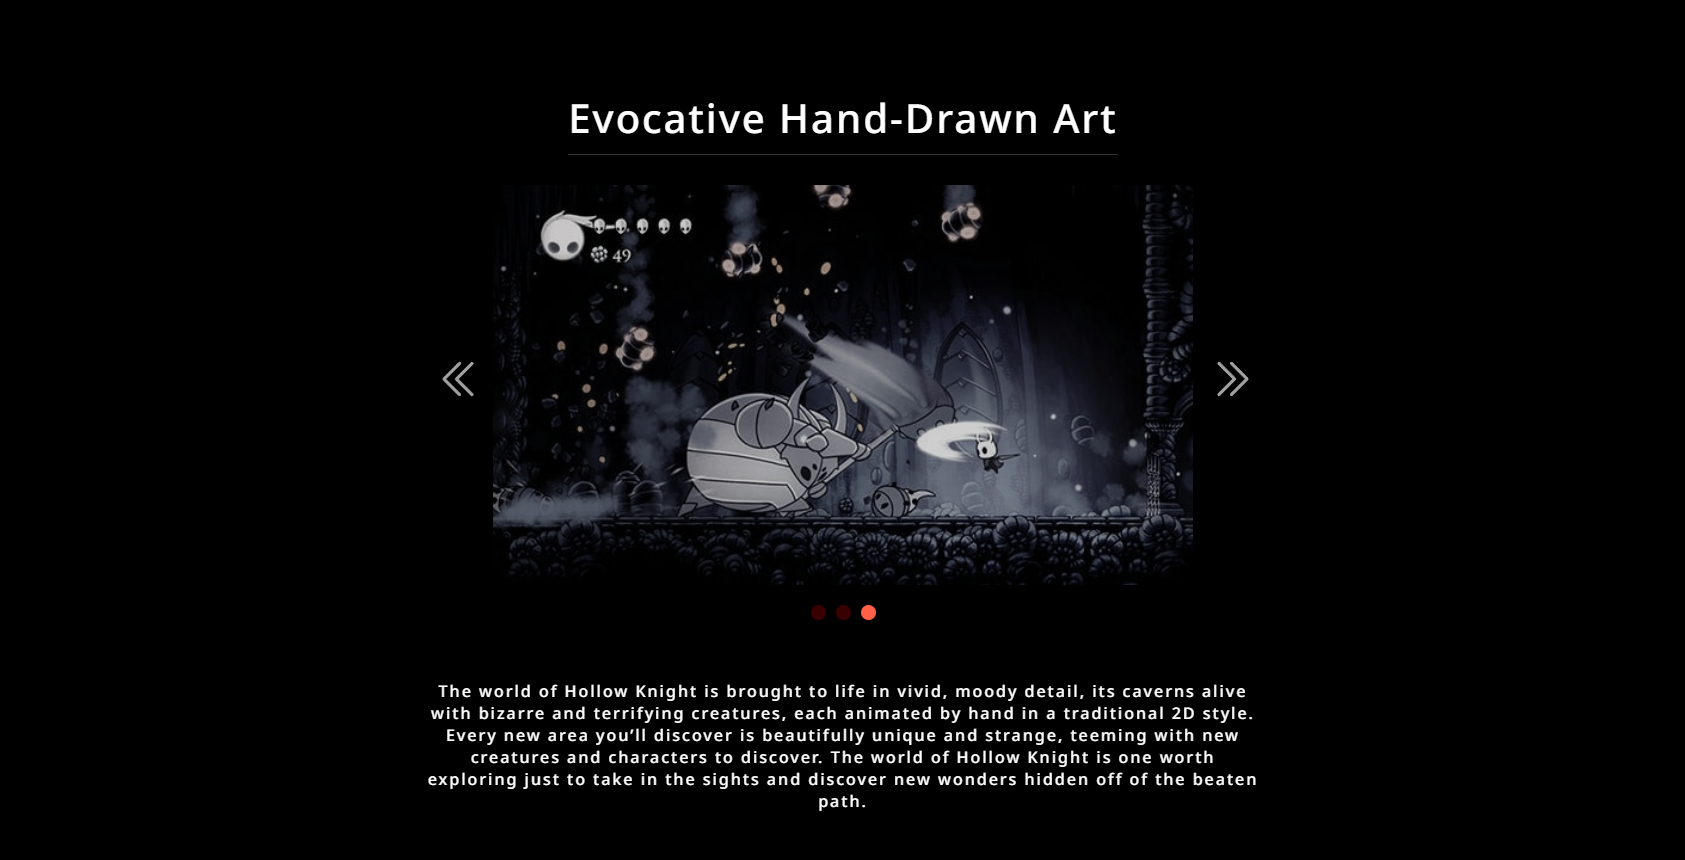 Evocative Hand-Drawn Art
49
The world of Hollow Knight is brought to life in vivid, moody detail, its caverns alive
with bizarre and terrifying creatures, each animated by hand in a traditional 2D style.
Every new area you’ll discover is beautifully unique and strange, teeming with new
creatures and characters to discover. The world of Hollow Knight is one worth
exploring just to take in the sights and discover new wonders hidden off of the beaten
path.